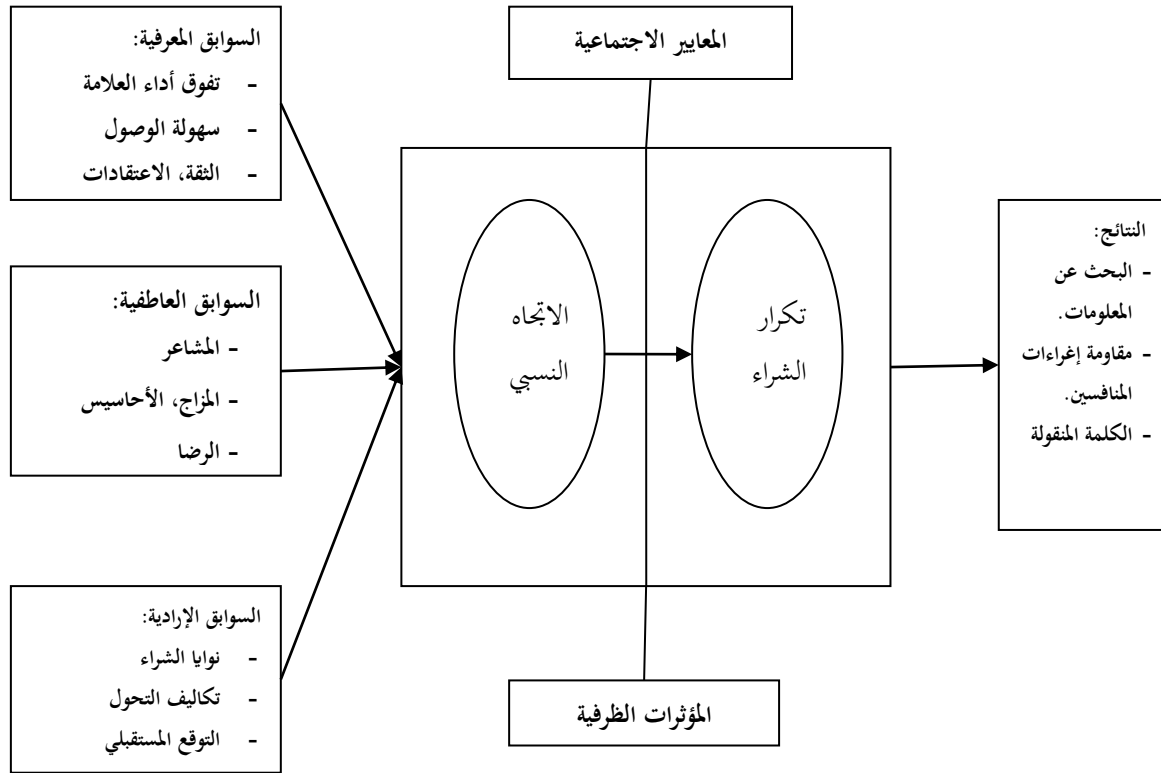 السوابق المعرفية:
- تفوق أداء العلامة
- سهولة الوصول
- الثقة، الاعتقادات
المعايير الاجتماعية
السوابق العاطفية:
- المشاعر
- المزاج، الأحاسيس
- الرضا
الاتجاه
النسبي
تكرار
الشراء
النتائج:
- البحث عن
المعلومات.
- مقاومة إغراءات
المنافسين.
- الكلمة المنقولة
السوابق الإرادية:
- نوايا الشراء
- تكاليف التحول
- التوقع المستقبلي
المؤثرات الظرفية